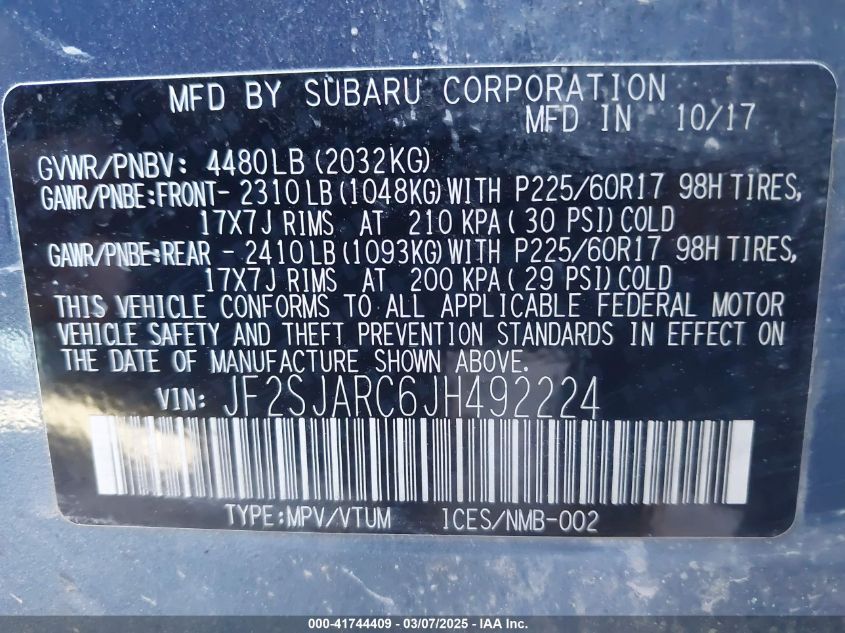 MFD BY SUBARU CORPORATION
MFD IN 10/17
GVWR/PNBV: 4480LB (2032KG)
GAWR/PNBE:FRONT- 2310LB (1048KG) WITH P225/60R17 98H TIRES,
17X7J RIMS AT 210 KPA ( 30 PSI) COLD
GAWR/PNBE:REAR - 2410LB (1093KG) WITH P225/60R17 98H TIRES,
17X7J RIMS AT 200 KPA ( 29 PSI) COLD
THIS VEHICLE CONFORMS TO ALL APPLICABLE FEDERAL MOTOR
VEHICLE SAFETY AND THEFT PREVENTION STANDARDS IN EFFECT ON
THE DATE OF MANUFACTURE SHOWN ABOVE.
VIN: JF2SJARC6JH492224
TYPE:MPV/VTUM ICES/NMB-002
000-41744409 — 03/07/2025 — IAA Inc.